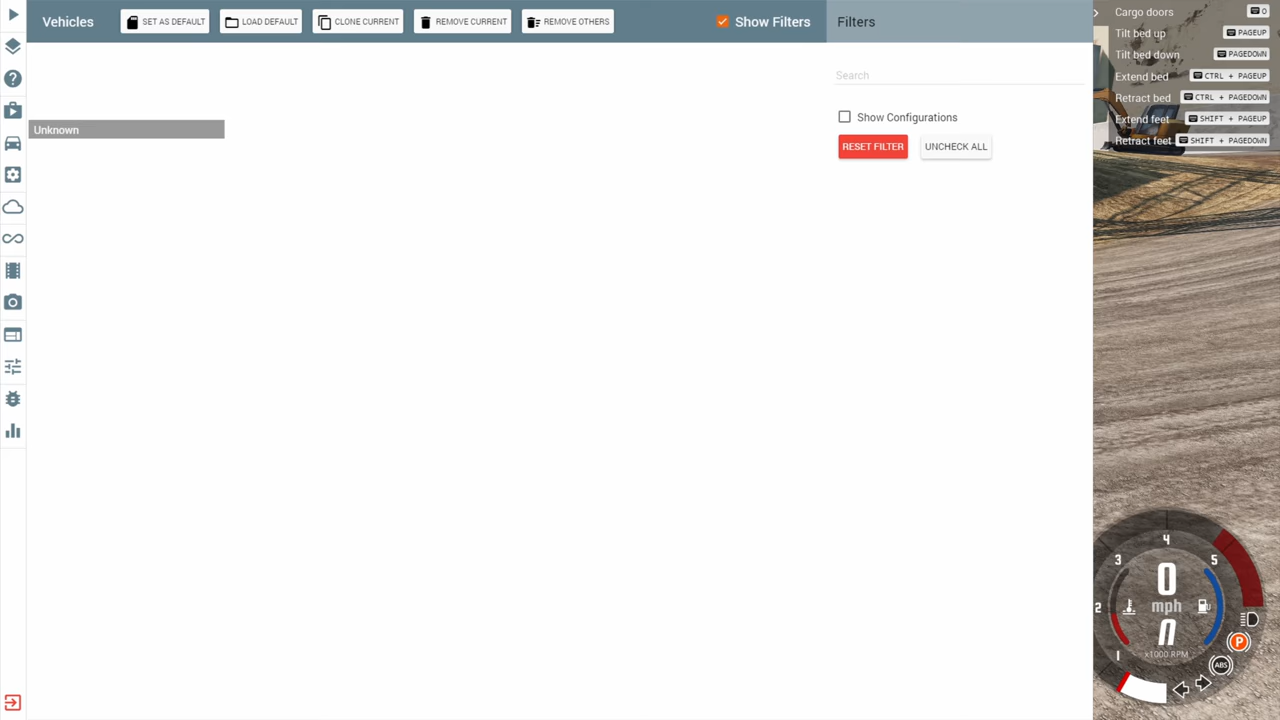 Vehicles
SET AS DEFAULT
LOAD DEFAULT
CLONE CURRENT
REMOVE CURRENT
REMOVE OTHERS
Show Filters
Filters
Search
Show Configurations
RESET FILTER
UNCHECK ALL
Unknown
Cargo doors O
Tilt bed up PAGEUP
Tilt bed down PAGEDOWN
Extend bed CTRL + PAGEUP
Retract bed CTRL + PAGEDOWN
Extend feet SHIFT + PAGEUP
Retract feet SHIFT + PAGEDOWN
1
2
3
4
5
0
mph
n
x1000 RPM
P
ABS